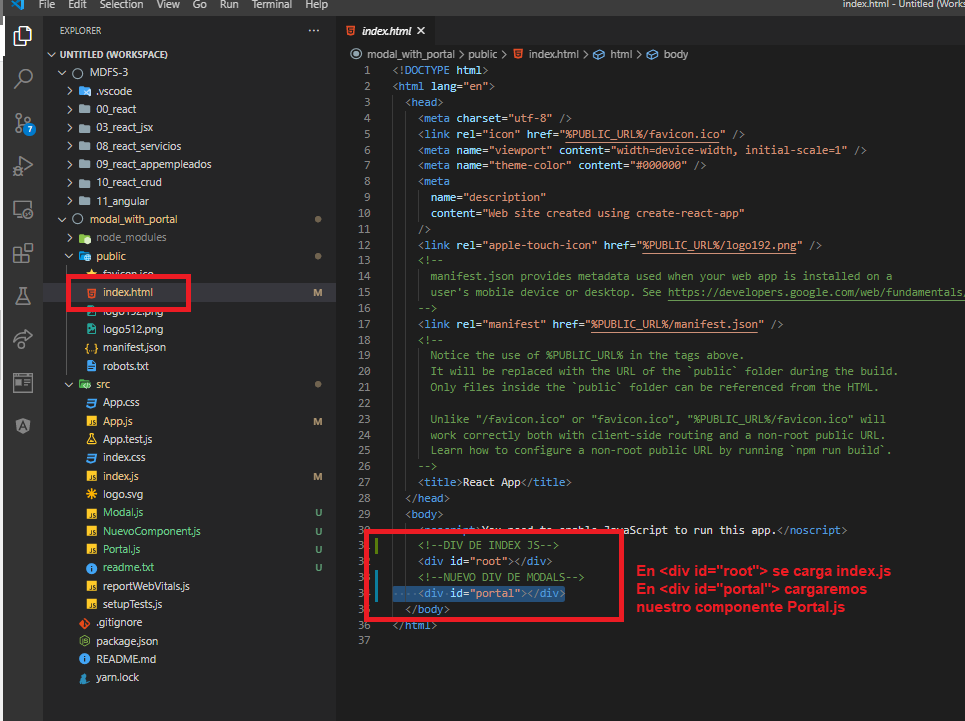 File Edit Selection View Go Run Terminal Help
index.html - Untitled (Works
EXPLORER
UNTITLED (WORKSPACE)
MDFS-3
.vscode
00_react
03_react_jsx
08_react_servicios
09_react_appempleados
10_react_crud
11_angular
modal_with_portal
node_modules
public
favicon.ico
index.html M
logo192.png
logo512.png
manifest.json
robots.txt
src
App.css
App.js M
App.test.js
index.css
index.js M
logo.svg
Modal.js U
NuevoComponent.js U
Portal.js U
readme.txt U
reportWebVitals.js
setupTests.js
.gitignore
package.json
README.md
yarn.lock
7
index.html
modal_with_portal > public > index.html > html > body
1 <!DOCTYPE html>
2 <html lang="en">
3 <head>
4 <meta charset="utf-8" />
5 <link rel="icon" href="%PUBLIC_URL%/favicon.ico" />
6 <meta name="viewport" content="width=device-width, initial-scale=1" />
7 <meta name="theme-color" content="#000000" />
8 <meta
9 name="description"
10 content="Web site created using create-react-app"
11 />
12 <link rel="apple-touch-icon" href="%PUBLIC_URL%/logo192.png" />
13 <!--
14 manifest.json provides metadata used when your web app is installed on a
15 user's mobile device or desktop. See https://developers.google.com/web/fundamentals/
16 -->
17 <link rel="manifest" href="%PUBLIC_URL%/manifest.json" />
18 <!--
19 Notice the use of %PUBLIC_URL% in the tags above.
20 It will be replaced with the URL of the `public` folder during the build.
21 Only files inside the `public` folder can be referenced from the HTML.
22
23 Unlike "/favicon.ico" or "favicon.ico", "%PUBLIC_URL%/favicon.ico" will
24 work correctly both with client-side routing and a non-root public URL.
25 Learn how to configure a non-root public URL by running `npm run build`.
26 -->
27 <title>React App</title>
28 </head>
29 <body>
30 <noscript>You need to enable JavaScript to run this app.</noscript>
<!--DIV DE INDEX JS-->
<div id="root"></div>
<!--NUEVO DIV DE MODALS-->
<div id="portal"></div>
</body>
36 </html>
37
En <div id="root"> se carga index.js
En <div id="portal"> cargaremos
nuestro componente Portal.js